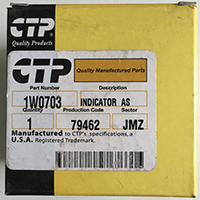 CTP
Quality Products
CTP
Quality Manufactured Parts
Part Number Description
1W0703 INDICATOR AS
Quantity Production Code Sector
1 79462 JMZ
Manufactured to CTP's specifications, a
U.S.A. Registered Trademark.